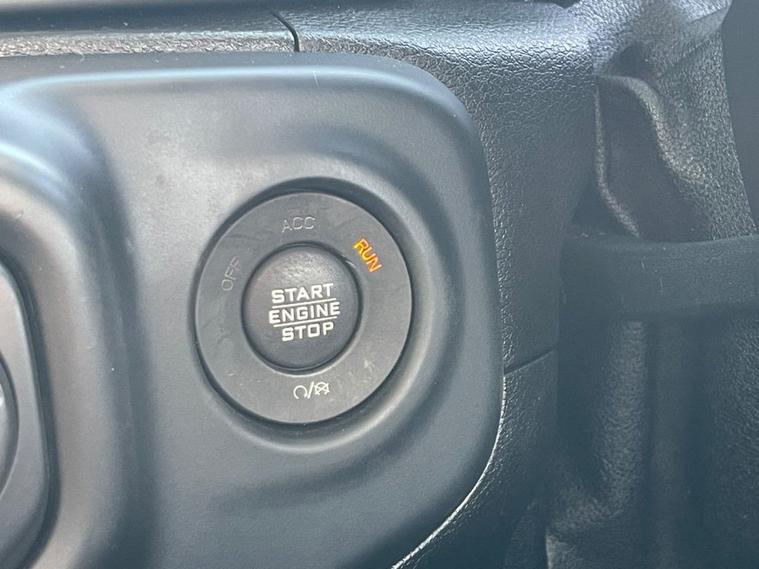 ACC
OFF
RUN
START
ENGINE
STOP